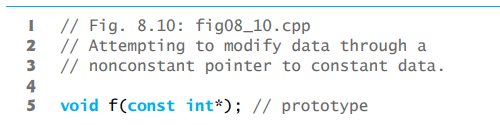 1 // Fig. 8.10: fig08_10.cpp
2 // Attempting to modify data through a
3 // nonconstant pointer to constant data.
4
5 void f(const int*); // prototype